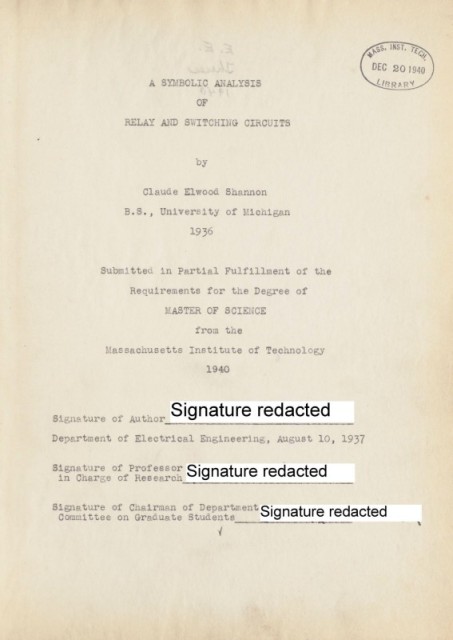 E. E.
MASS. INST. TECH.
DEC 20 1940
LIBRARY
A SYMBOLIC ANALYSIS
OF
RELAY AND SWITCHING CIRCUITS
by
Claude Elwood Shannon
B.S., University of Michigan
1936
Submitted in Partial Fulfillment of the
Requirements for the Degree of
MASTER OF SCIENCE
from the
Massachusetts Institute of Technology
1940
Signature of Author Signature redacted
Department of Electrical Engineering, August 10, 1937
Signature of Professor
in Charge of Research Signature redacted
Signature of Chairman of Department
Committee on Graduate Students Signature redacted